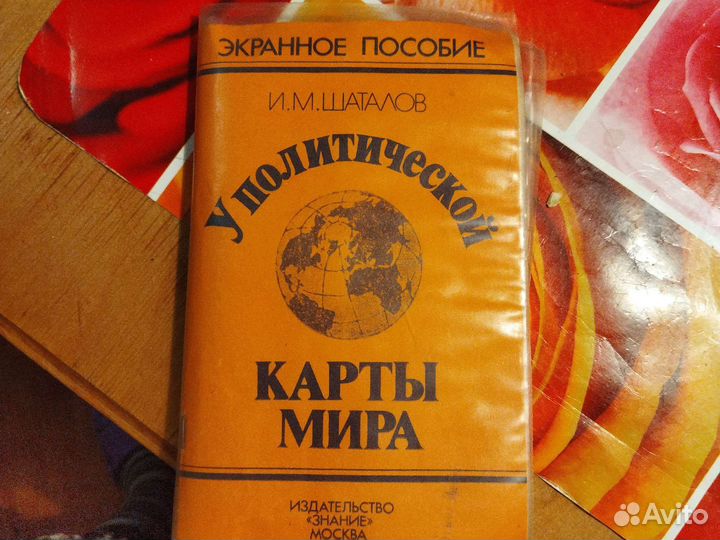 ЭКРАННОЕ ПОСОБИЕ
И.М.ШАТАЛОВ
У ПОЛИТИЧЕСКОЙ
КАРТЫ
МИРА
ИЗДАТЕЛЬСТВО
«ЗНАНИЕ»
МОСКВА
Avito